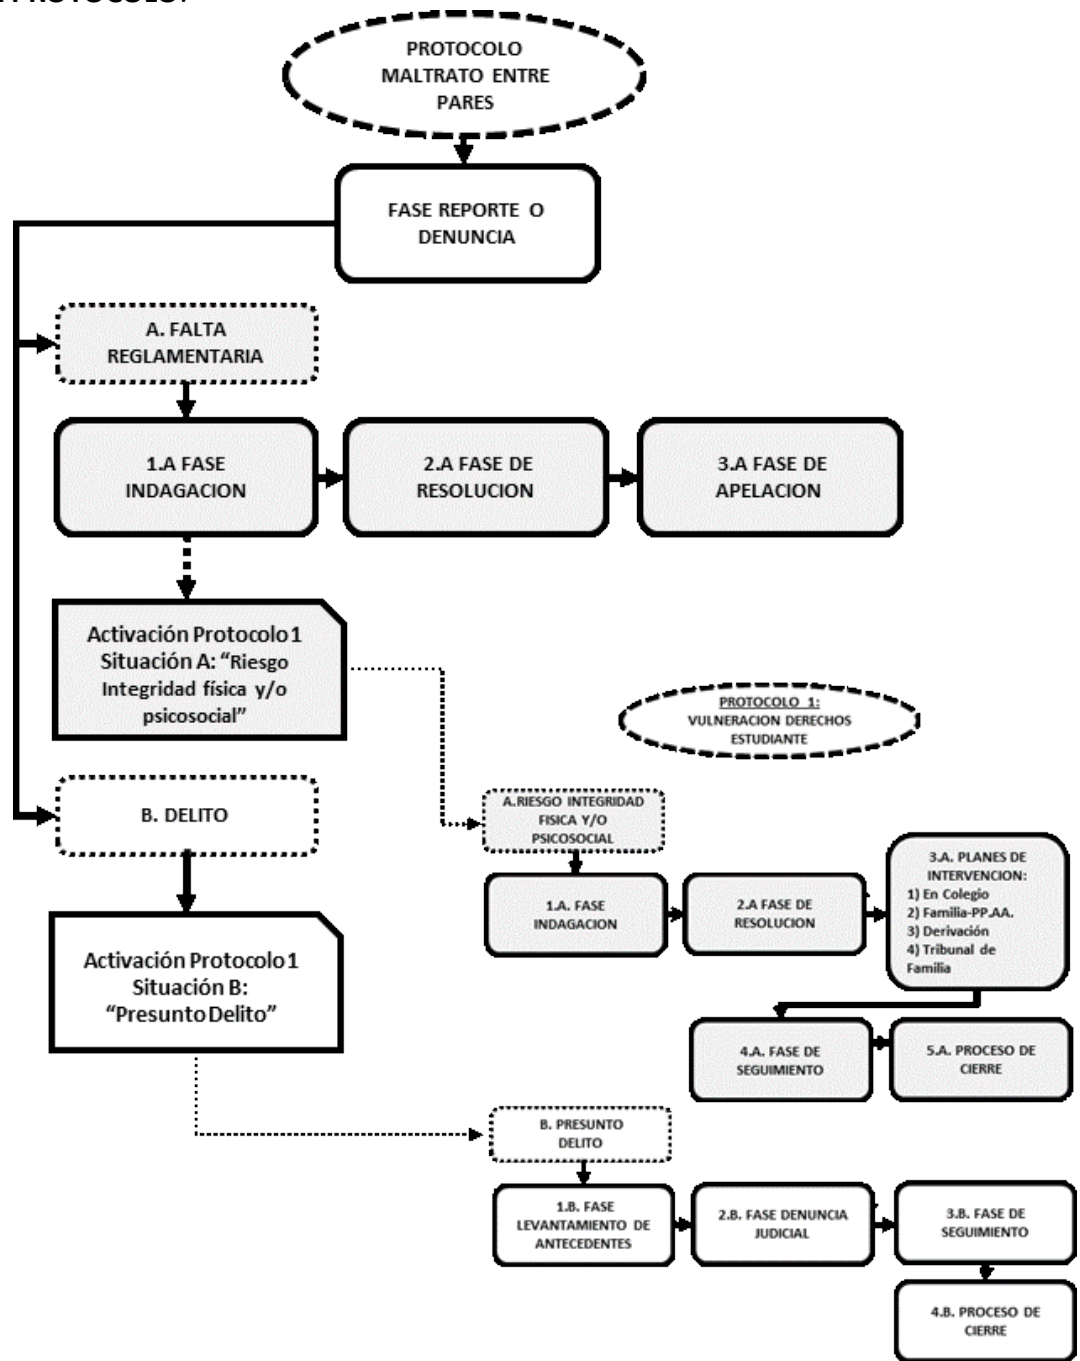 PROTOCOLO
MALTRATO ENTRE
PARES
FASE REPORTE O
DENUNCIA
A. FALTA
REGLAMENTARIA
1.A FASE
INDAGACION
2.A FASE DE
RESOLUCION
3.A FASE DE
APELACION
Activación Protocolo 1
Situación A: “Riesgo
Integridad física y/o
psicosocial”
B. DELITO
Activación Protocolo 1
Situación B:
“Presunto Delito”
PROTOCOLO 1:
VULNERACION DERECHOS
ESTUDIANTE
A.RIESGO INTEGRIDAD
FISICA Y/O
PSICOSOCIAL
1.A. FASE
INDAGACION
2.A FASE DE
RESOLUCION
3.A. PLANES DE
INTERVENCION:
1) En Colegio
2) Familia-PP.AA.
3) Derivación
4) Tribunal de
Familia
4.A. FASE DE
SEGUIMIENTO
5.A. PROCESO DE
CIERRE
B. PRESUNTO
DELITO
1.B. FASE
LEVANTAMIENTO DE
ANTECEDENTES
2.B. FASE DENUNCIA
JUDICIAL
3.B. FASE DE
SEGUIMIENTO
4.B. PROCESO DE
CIERRE